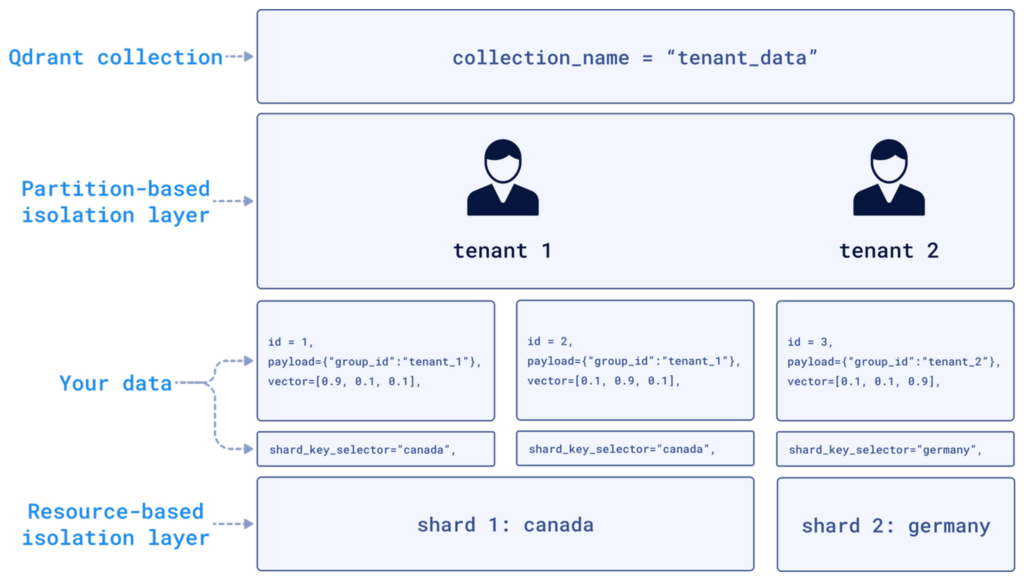 Qdrant collection
collection_name = “tenant_data”
Partition-based
isolation layer
tenant 1
tenant 2
Your data
id = 1,
payload={“group_id”:“tenant_1”},
vector=[0.9, 0.1, 0.1],
id = 2,
payload={“group_id”:“tenant_1”},
vector=[0.1, 0.9, 0.1],
id = 3,
payload={“group_id”:“tenant_2”},
vector=[0.1, 0.1, 0.9],
shard_key_selector=“canada”,
shard_key_selector=“canada”,
shard_key_selector=“germany”,
Resource-based
isolation layer
shard 1: canada
shard 2: germany